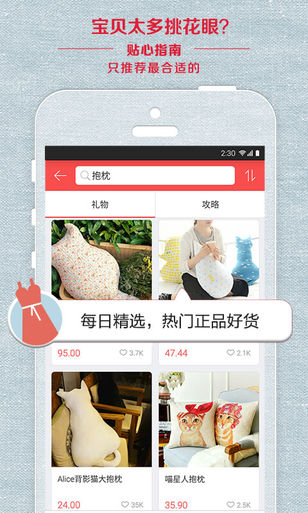 宝贝太多挑花眼?
贴心指南
只推荐最合适的
2:30
抱枕
礼物
攻略
每日精选，热门正品好货
95.00
3.7K
47.44
2.1K
Alice背影猫大抱枕
喵星人抱枕
24.00
35K
35.90
2.5K